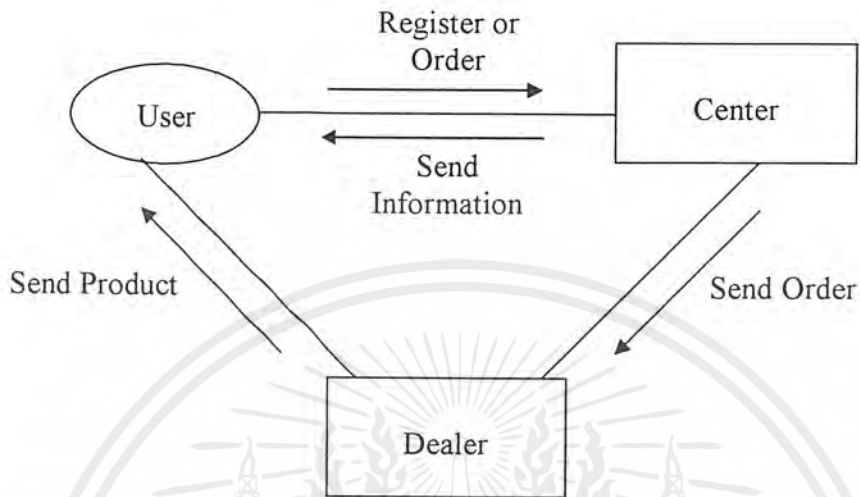 Register or
Order
User
Center
Send
Information
Send Product
Send Order
Dealer